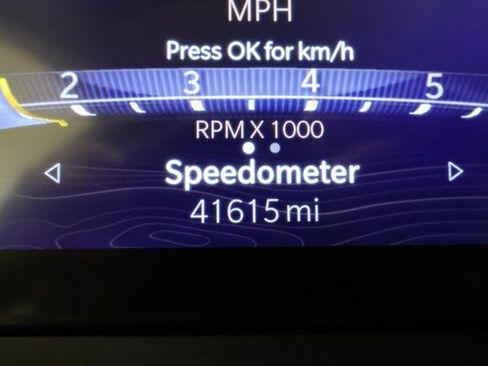 MPH
Press OK for km/h
2 3 4 5
RPM X 1000
Speedometer
41615 mi